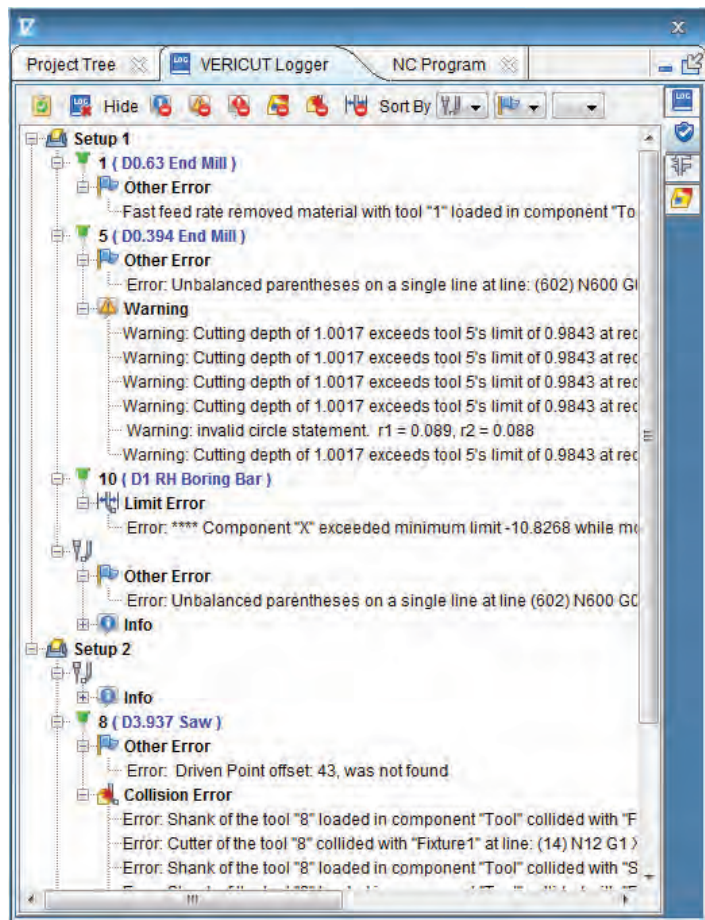 Project Tree VERICUT Logger NC Program
Hide Sort By
Setup 1
1 ( D0.63 End Mill )
Other Error
Fast feed rate removed material with tool "1" loaded in component "To
5 ( D0.394 End Mill )
Other Error
Error: Unbalanced parentheses on a single line at line: (602) N600
Warning
Warning: Cutting depth of 1.0017 exceeds tool 5's limit of 0.9843 at rec
Warning: Cutting depth of 1.0017 exceeds tool 5's limit of 0.9843 at rec
Warning: Cutting depth of 1.0017 exceeds tool 5's limit of 0.9843 at rec
Warning: Cutting depth of 1.0017 exceeds tool 5's limit of 0.9843 at rec
Warning: invalid circle statement. r1 = 0.089, r2 = 0.088
Warning: Cutting depth of 1.0017 exceeds tool 5's limit of 0.9843 at rec
10 ( D1 RH Boring Bar )
Limit Error
Error: **** Component "X" exceeded minimum limit -10.8268 while mo
Other Error
Error: Unbalanced parentheses on a single line at line (602) N600
Info
Setup 2
Info
8 ( D3.937 Saw )
Other Error
Error: Driven Point offset: 43, was not found
Collision Error
Error: Shank of the tool "8" loaded in component "Tool" collided with "F
Error: Cutter of the tool "8" collided with "Fixture1" at line: (14) N12 G1
Error: Shank of the tool "8" loaded in component "Tool" collided with "S